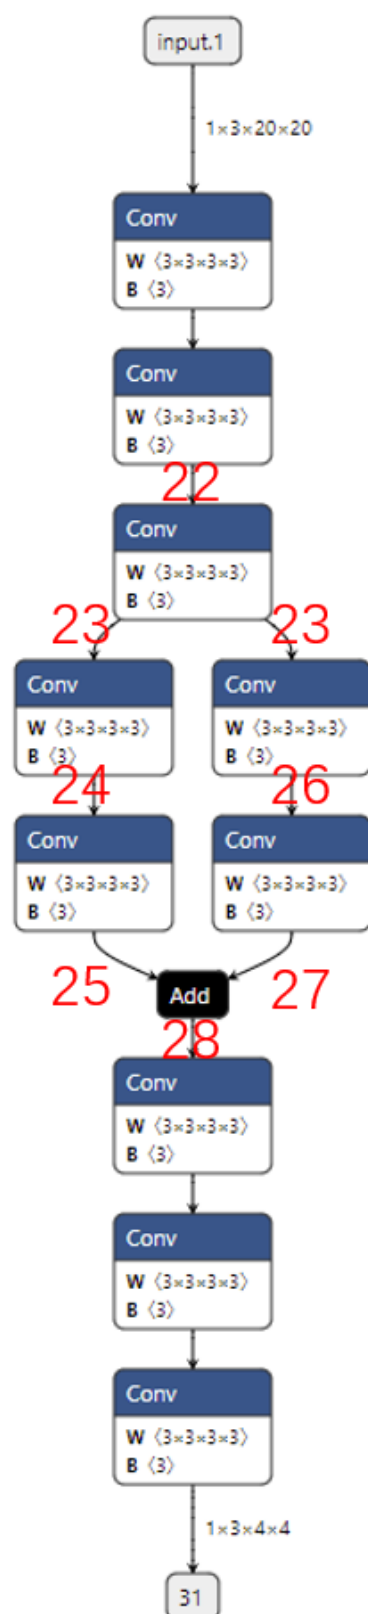 input.1
1×3×20×20
Conv
W 〈3×3×3×3〉
B 〈3〉
Conv
W 〈3×3×3×3〉
B 〈3〉
22
Conv
W 〈3×3×3×3〉
B 〈3〉
23 23
Conv Conv
W 〈3×3×3×3〉 W 〈3×3×3×3〉
B 〈3〉 B 〈3〉
24 26
Conv Conv
W 〈3×3×3×3〉 W 〈3×3×3×3〉
B 〈3〉 B 〈3〉
25 Add 27
28
Conv
W 〈3×3×3×3〉
B 〈3〉
Conv
W 〈3×3×3×3〉
B 〈3〉
Conv
W 〈3×3×3×3〉
B 〈3〉
1×3×4×4
31